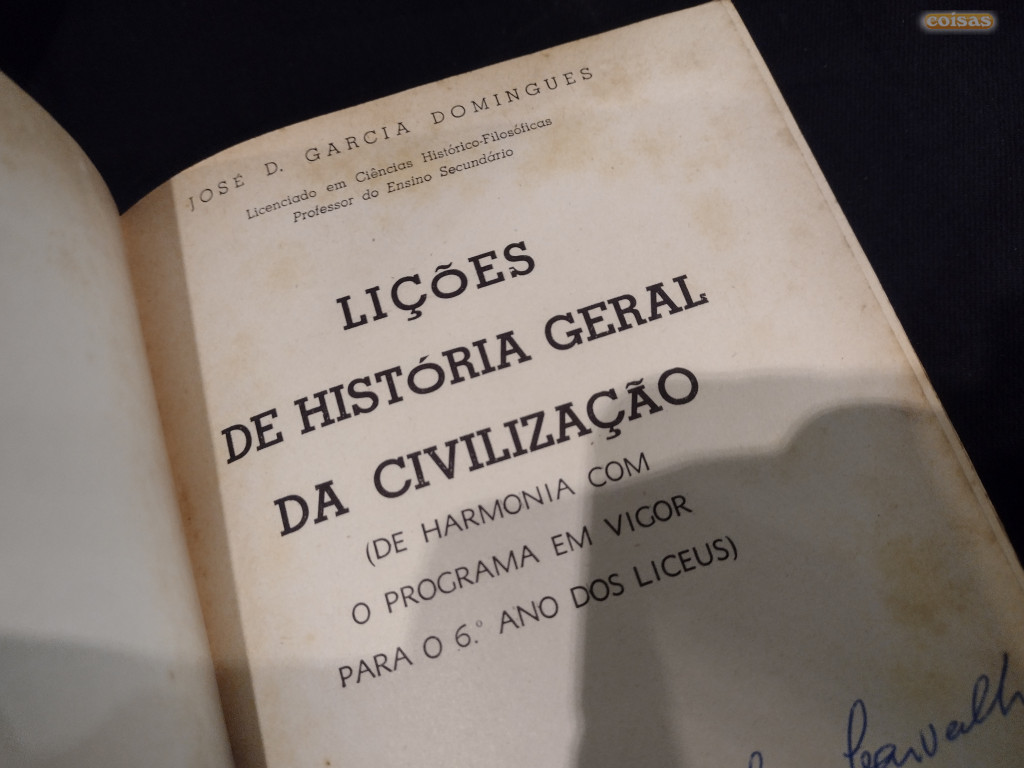 JOSÉ D. GARCIA DOMINGUES
Licenciado em Ciências Histórico-Filosóficas
Professor do Ensino Secundário
LIÇÕES
DE HISTÓRIA GERAL
DA CIVILIZAÇÃO
(DE HARMONIA COM
O PROGRAMA EM VIGOR
PARA O 6.º ANO DOS LICEUS)
coisas